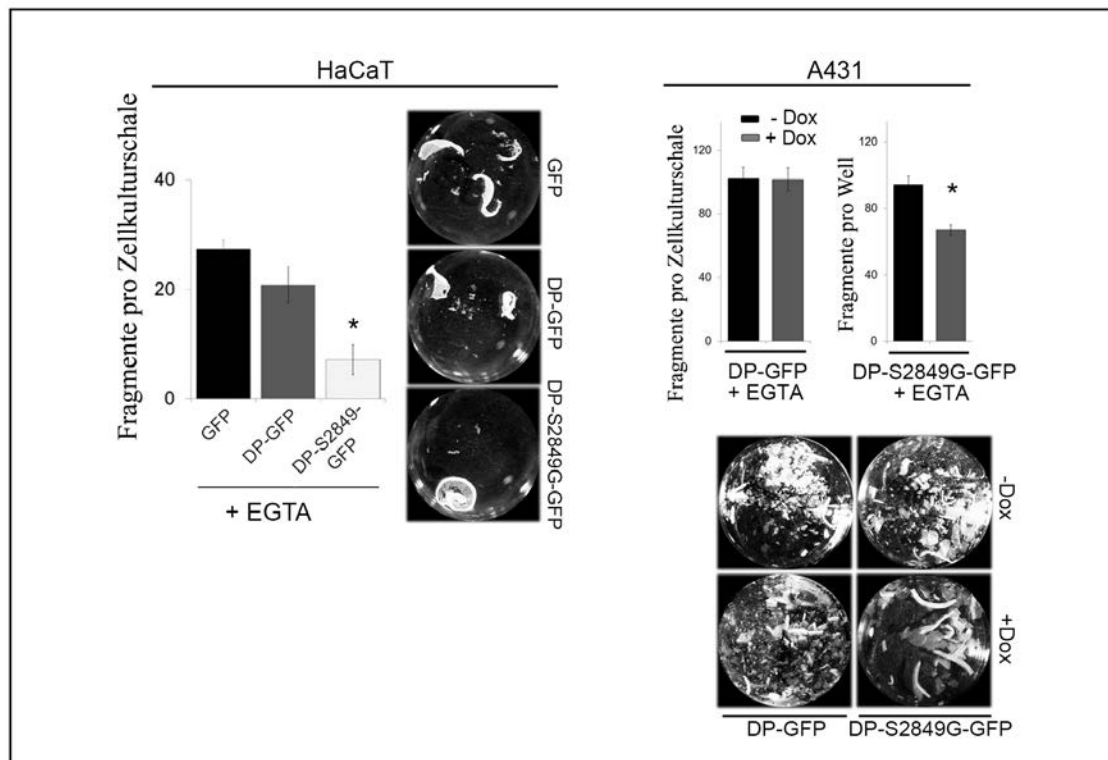 HaCaT
Fragmente pro Zellkulturschale
40
20
0
GFP
DP-GFP
*
DP-S2849-
GFP
+ EGTA
GFP
DP-GFP
DP-S2849G-GFP
A431
- Dox
+ Dox
Fragmente pro Zellkulturschale
120
80
40
0
DP-GFP
+ EGTA
Fragmente pro Well
120
80
40
0
*
DP-S2849G-GFP
+ EGTA
-Dox
+Dox
DP-GFP
DP-S2849G-GFP